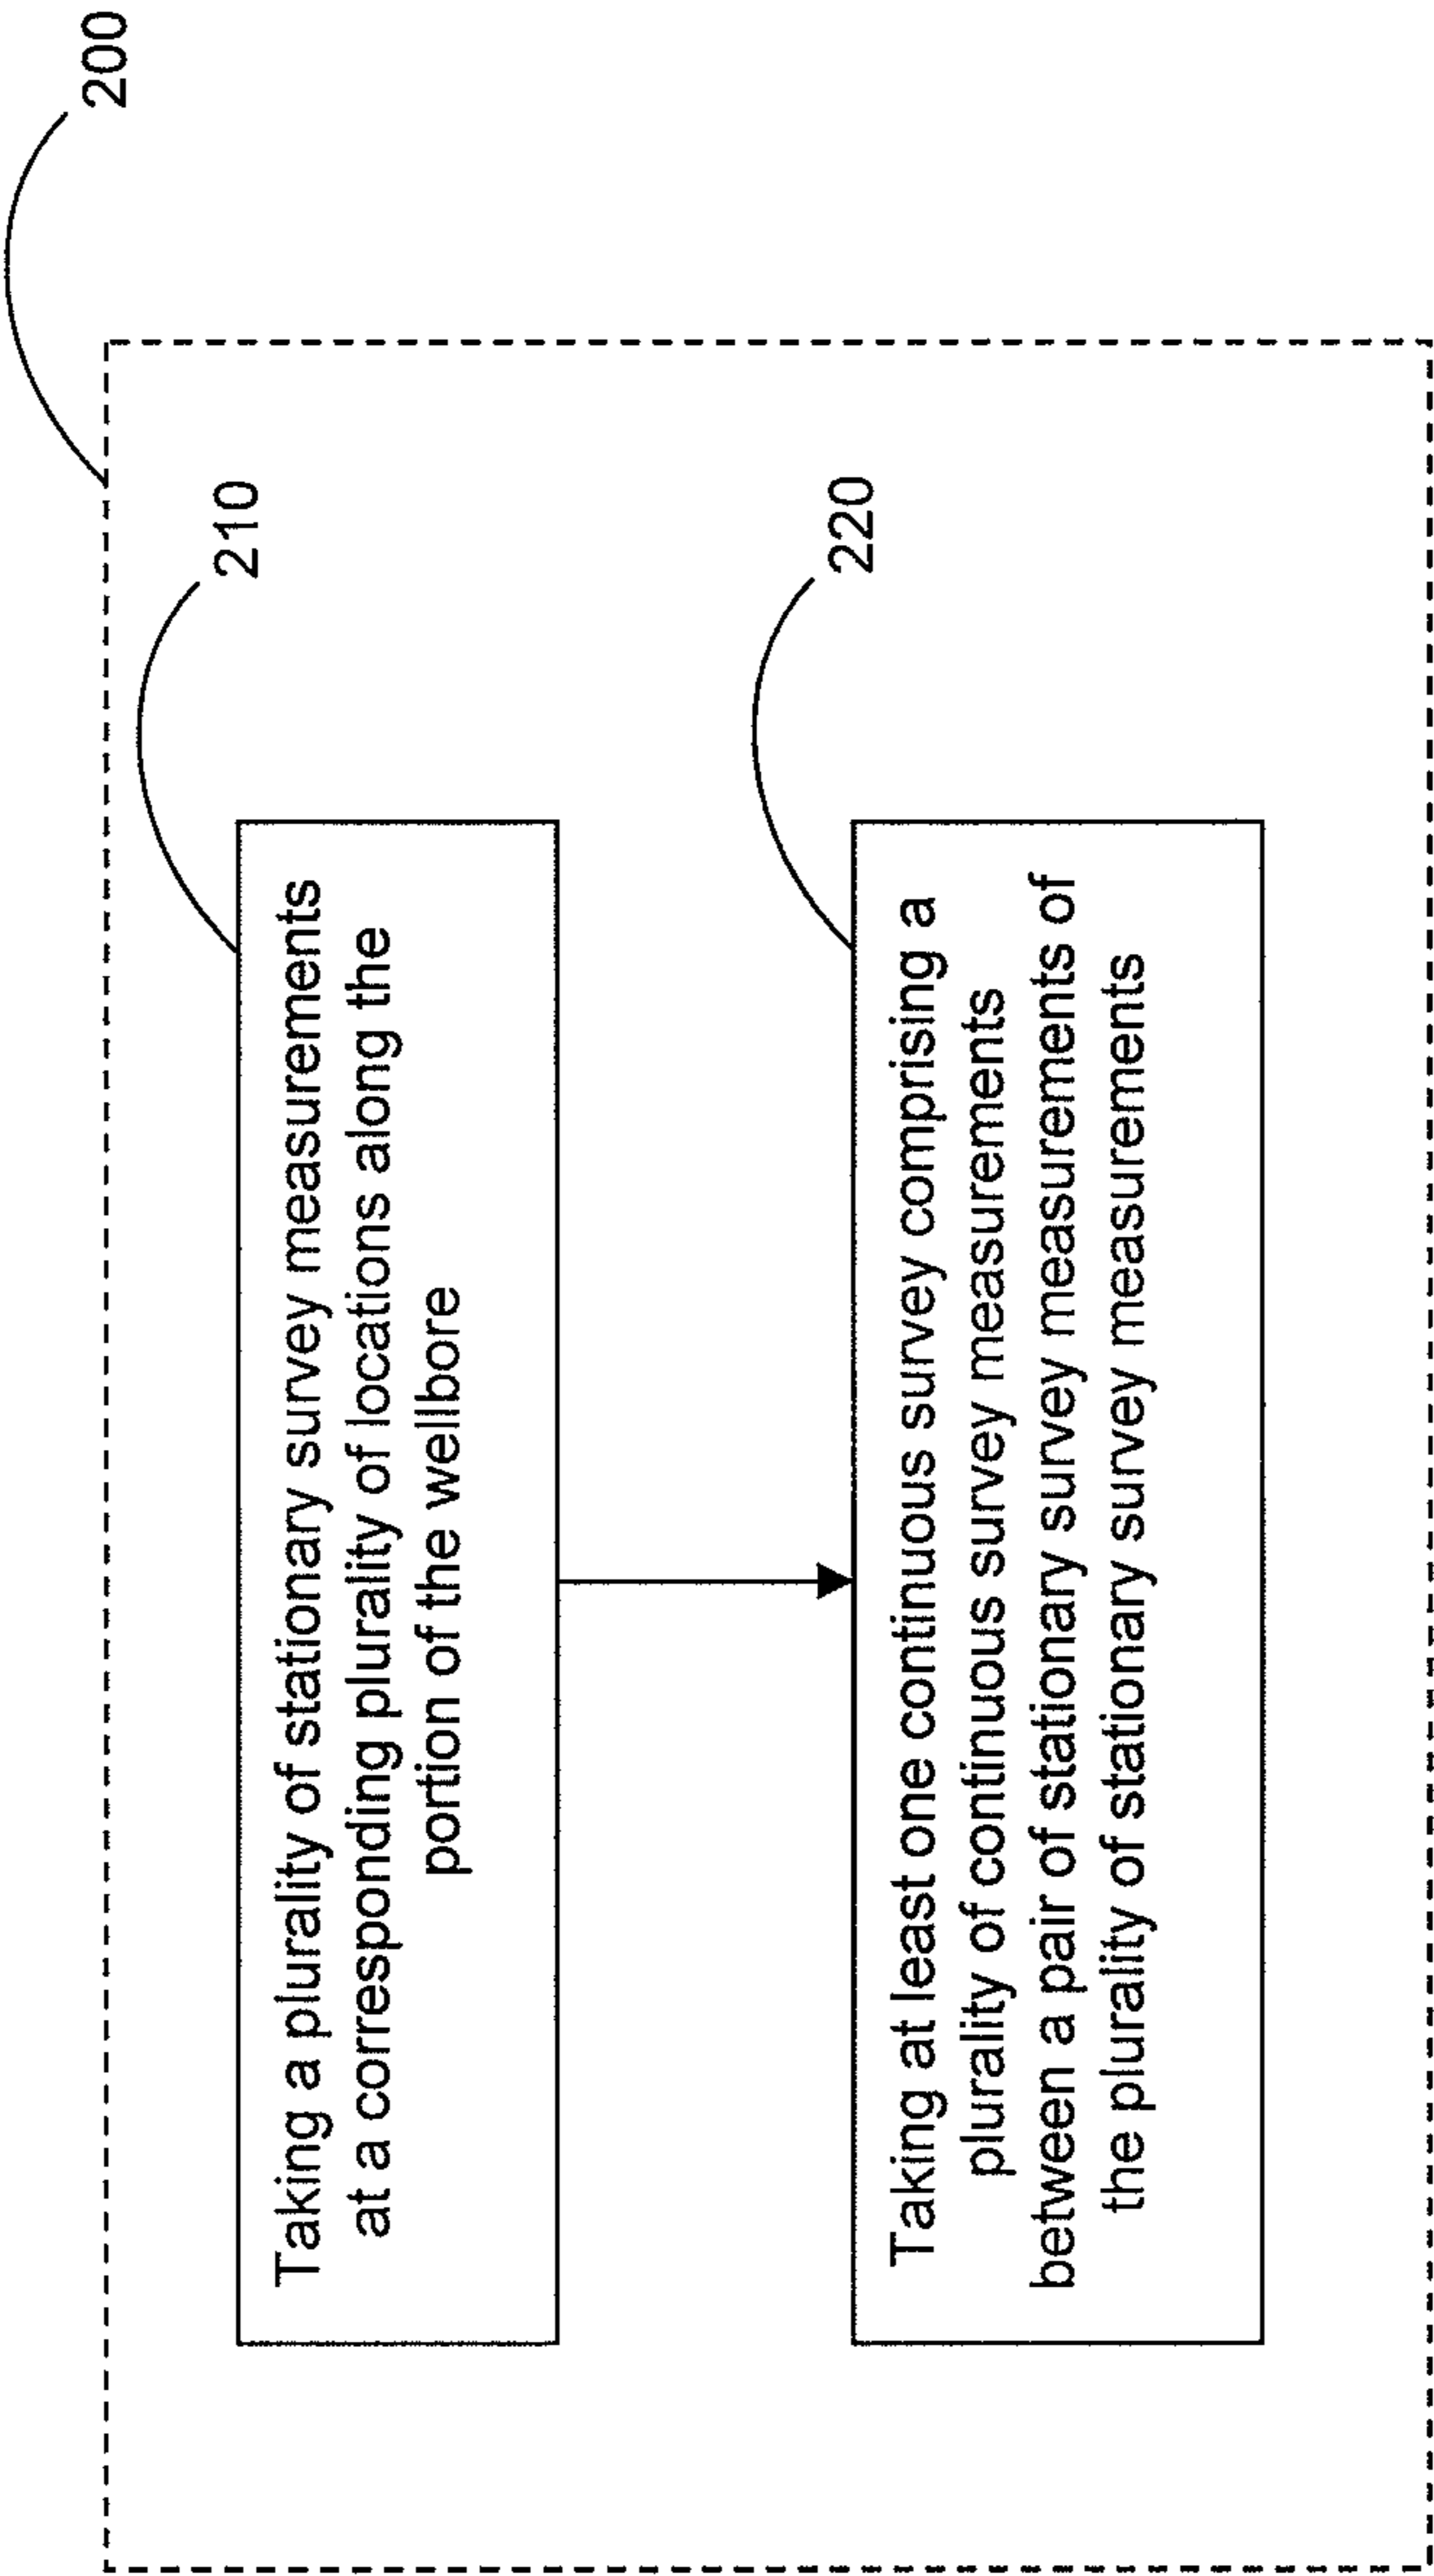 200
210
Taking a plurality of stationary survey measurements
at a corresponding plurality of locations along the
portion of the wellbore
220
Taking at least one continuous survey comprising a
plurality of continuous survey measurements
between a pair of stationary survey measurements of
the plurality of stationary survey measurements